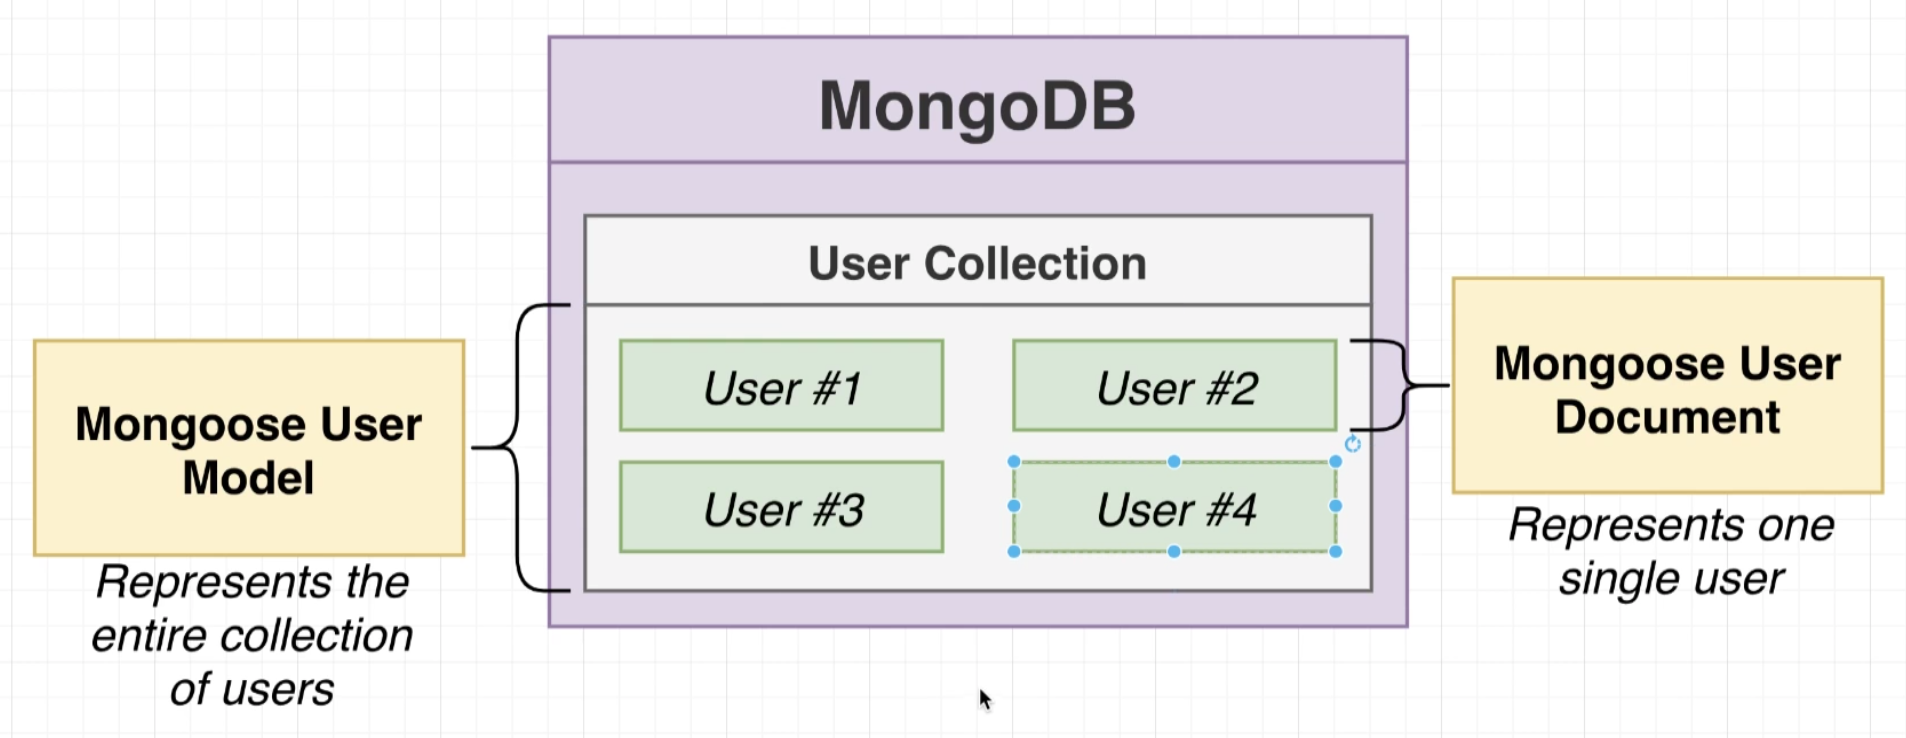 MongoDB
User Collection
User #1
User #2
User #3
User #4
Mongoose User
Model
Represents the
entire collection
of users
Mongoose User
Document
Represents one
single user